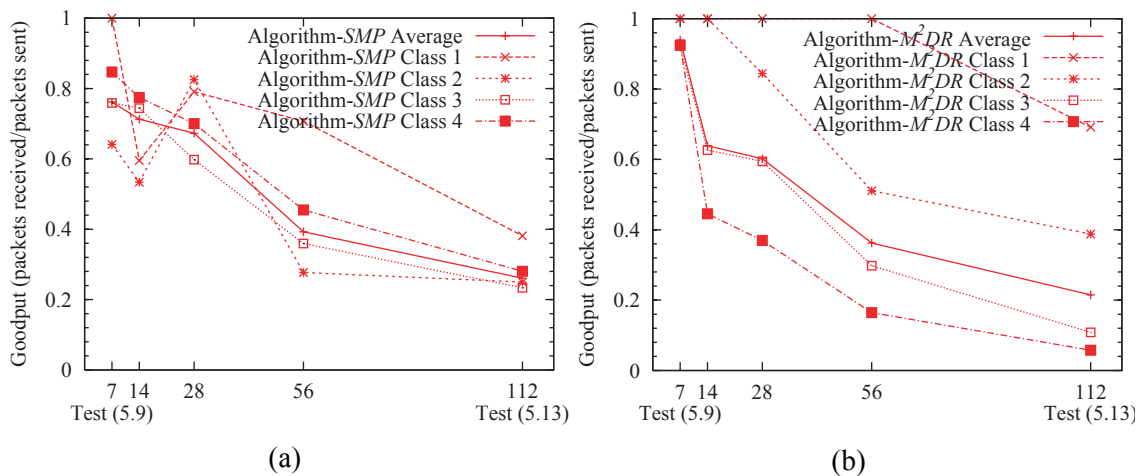 Goodput (packets received/packets sent)
1
0.8
0.6
0.4
0.2
0
Algorithm-SMP Average
Algorithm-SMP Class 1
Algorithm-SMP Class 2
Algorithm-SMP Class 3
Algorithm-SMP Class 4
7 14 28 56 112
Test (5.9) Test (5.13)
(a)
Goodput (packets received/packets sent)
1
0.8
0.6
0.4
0.2
0
Algorithm-M²DR Average
Algorithm-M²DR Class 1
Algorithm-M²DR Class 2
Algorithm-M²DR Class 3
Algorithm-M²DR Class 4
7 14 28 56 112
Test (5.9) Test (5.13)
(b)